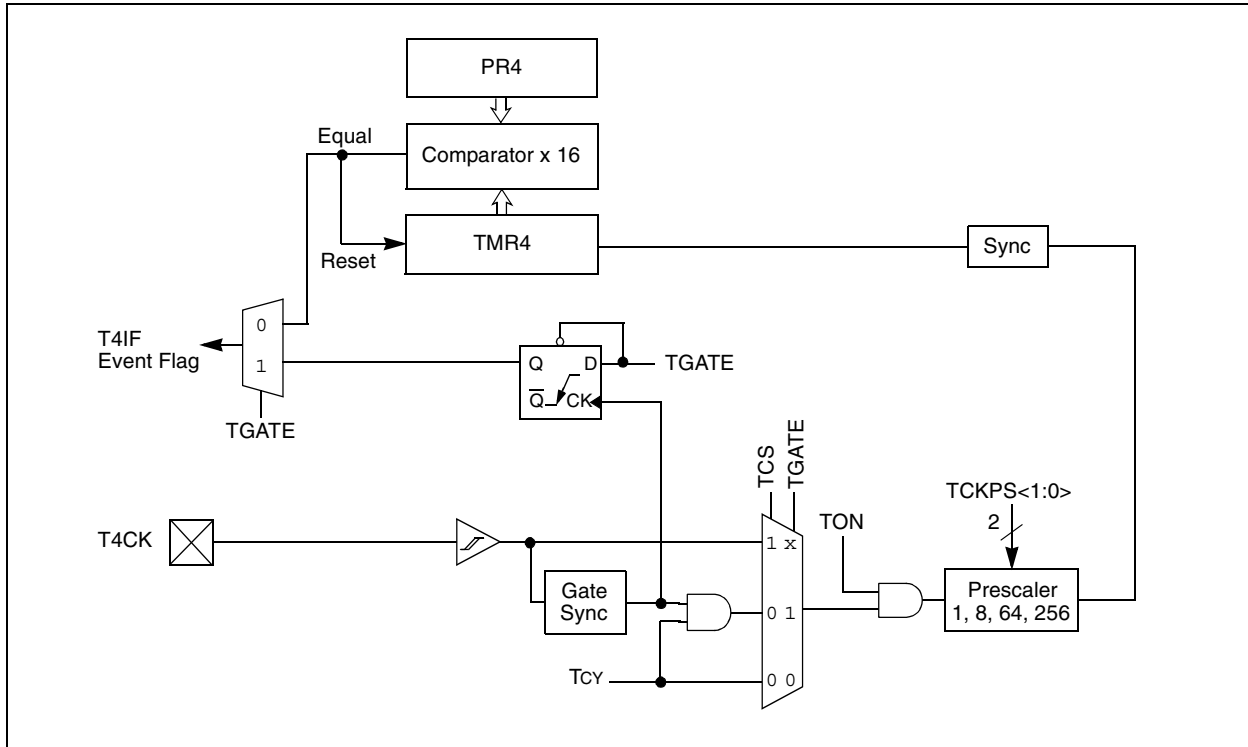 PR4
Equal
Comparator x 16
TMR4
Reset
Sync
T4IF
Event Flag
0
1
TGATE
Q
D
TGATE
Q
CK
TCS
TGATE
TCKPS<1:0>
2
TON
T4CK
1 x
Gate
Sync
0 1
Prescaler
1, 8, 64, 256
TCY
0 0